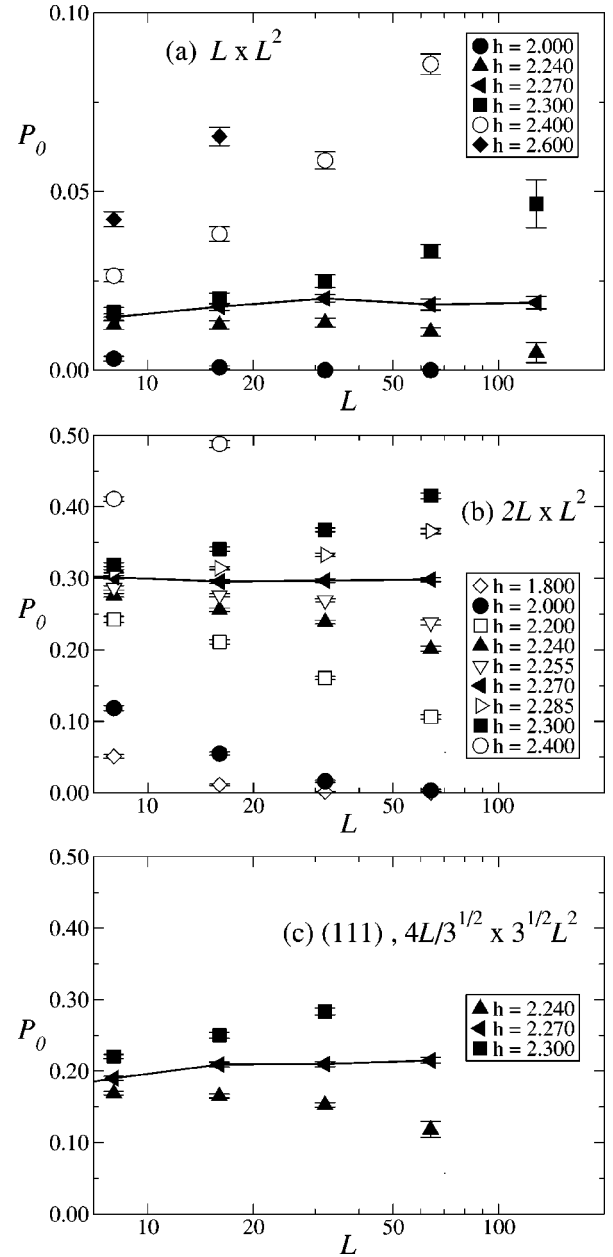 (a) L x L²
h = 2.000
h = 2.240
h = 2.270
h = 2.300
h = 2.400
h = 2.600
0.10
0.05
0.00
P₀
10
20
50
100
L
(b) 2L x L²
h = 1.800
h = 2.000
h = 2.200
h = 2.240
h = 2.255
h = 2.270
h = 2.285
h = 2.300
h = 2.400
0.50
0.40
0.30
0.20
0.10
0.00
P₀
10
20
50
100
L
(c) (111) , 4L/3^1/2 x 3^1/2L²
h = 2.240
h = 2.270
h = 2.300
0.50
0.40
0.30
0.20
0.10
0.00
P₀
10
20
50
100
L